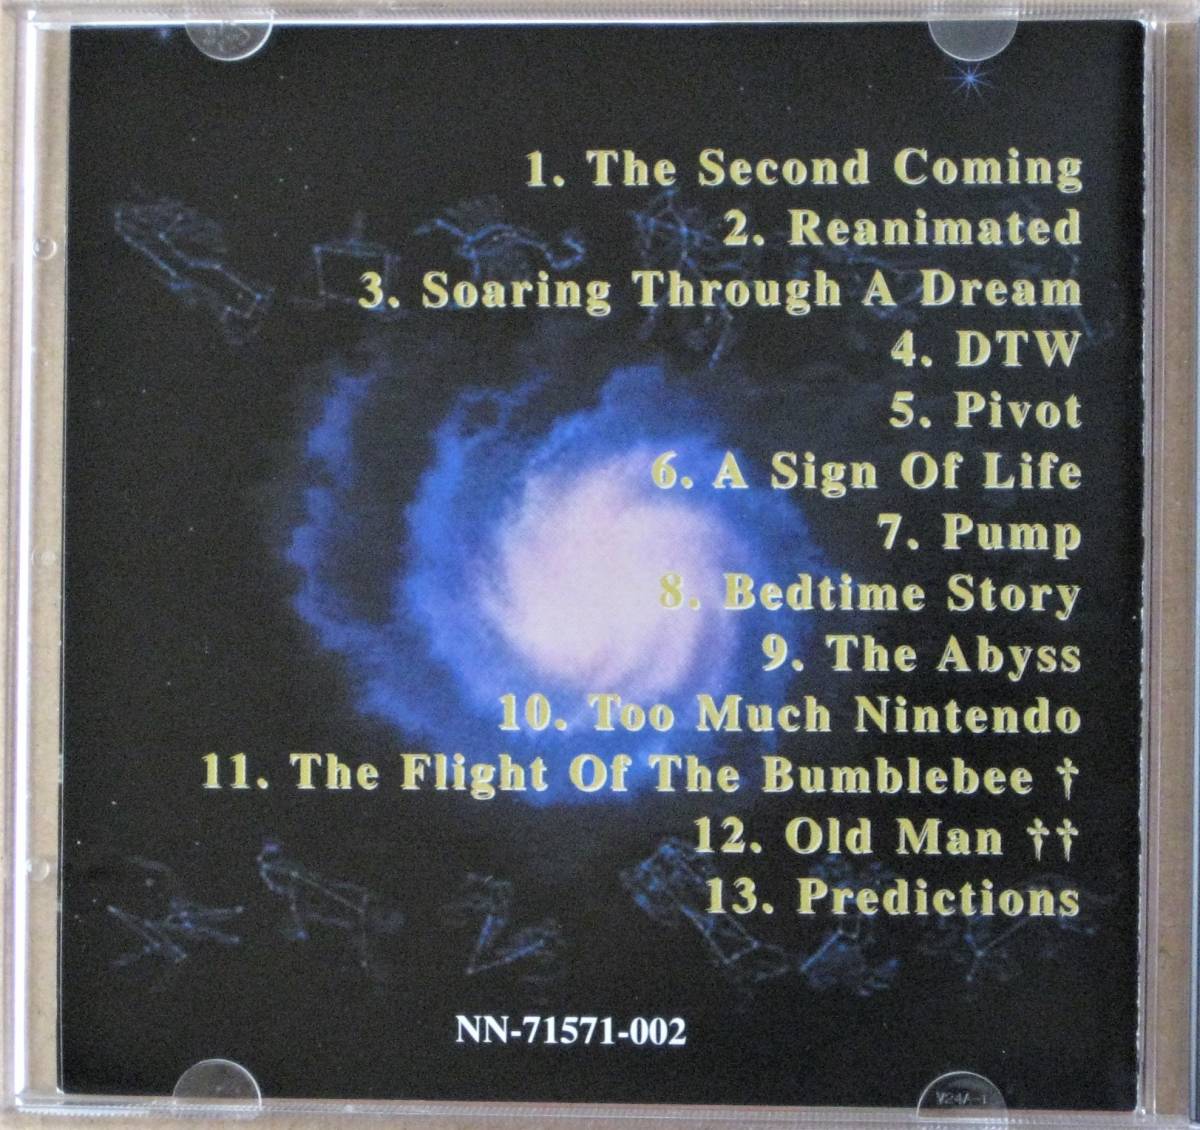 1. The Second Coming
2. Reanimated
3. Soaring Through A Dream
4. DTW
5. Pivot
6. A Sign Of Life
7. Pump
8. Bedtime Story
9. The Abyss
10. Too Much Nintendo
11. The Flight Of The Bumblebee †
12. Old Man ††
13. Predictions
NN-71571-002
V24A-1